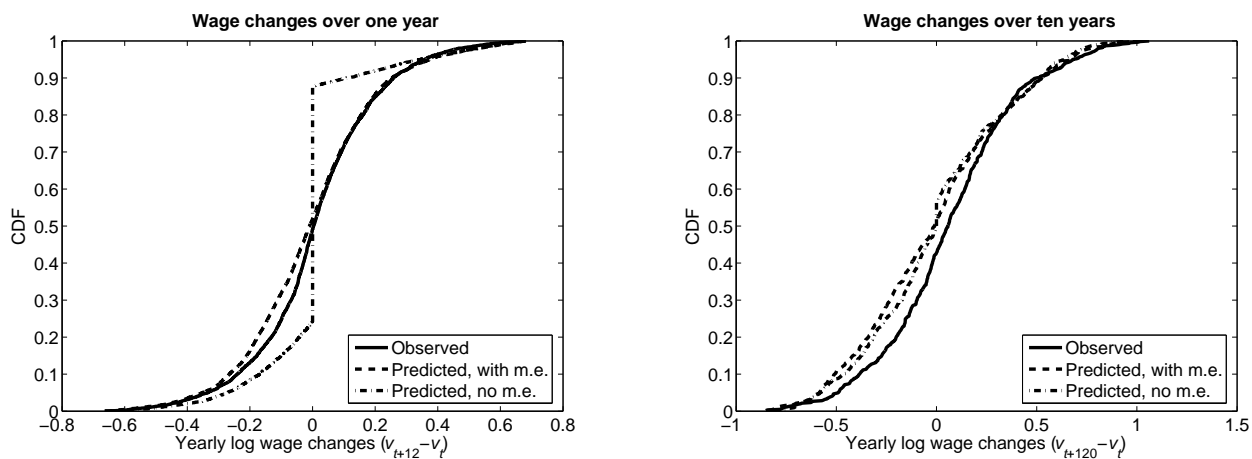 Wage changes over one year
1
0.9
0.8
0.7
0.6
0.5
0.4
0.3
0.2
0.1
0
CDF
−0.8 −0.6 −0.4 −0.2 0 0.2 0.4 0.6 0.8
Yearly log wage changes (v_{t+12}−v_t)
Observed
Predicted, with m.e.
Predicted, no m.e.
Wage changes over ten years
1
0.9
0.8
0.7
0.6
0.5
0.4
0.3
0.2
0.1
0
CDF
−1 −0.5 0 0.5 1 1.5
Yearly log wage changes (v_{t+120}−v_t)
Observed
Predicted, with m.e.
Predicted, no m.e.